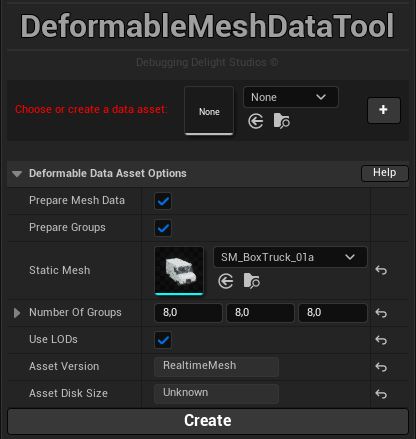 DeformableMeshDataTool
Debugging Delight Studios ©
Choose or create a data asset:
None
None
+
Deformable Data Asset Options
Help
Prepare Mesh Data
Prepare Groups
Static Mesh
SM_BoxTruck_01a
Number Of Groups
8,0
8,0
8,0
Use LODs
Asset Version
RealtimeMesh
Asset Disk Size
Unknown
Create